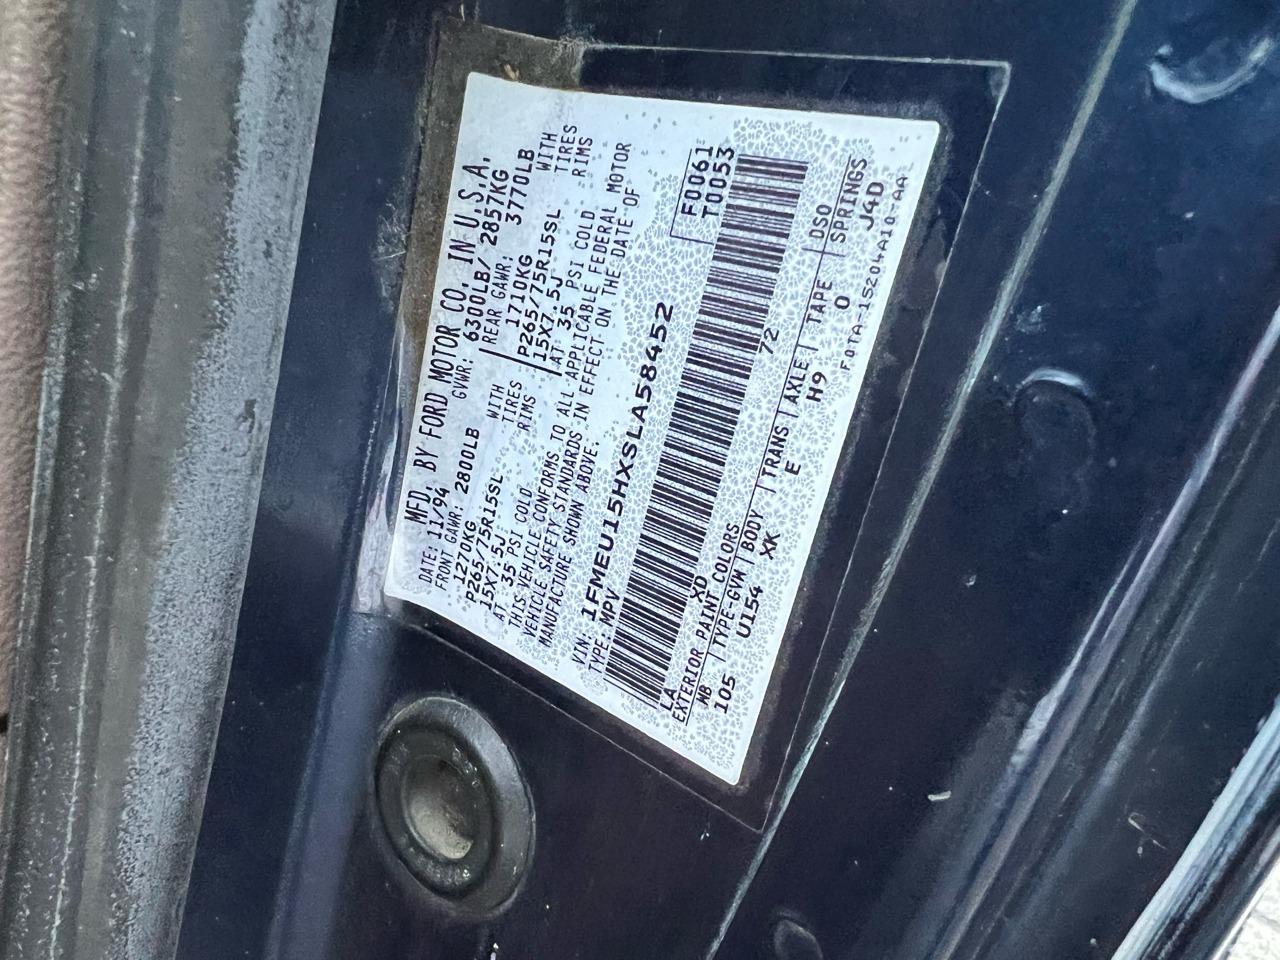 MFD. BY FORD MOTOR CO. IN U.S.A.
DATE: 11/94 GVWR: 6300LB/ 2857KG
FRONT GAWR: 2800LB REAR GAWR: 3770LB
1270KG WITH 1710KG WITH
P265/75R15SL TIRES P265/75R15SL TIRES
15X7.5J RIMS 15X7.5J RIMS
AT 35 PSI COLD AT 35 PSI COLD
THIS VEHICLE CONFORMS TO ALL APPLICABLE FEDERAL MOTOR
VEHICLE SAFETY STANDARDS IN EFFECT ON THE DATE OF
MANUFACTURE SHOWN ABOVE.
VIN: 1FMEU15HXSLA58452
TYPE: MPV
F0061
T0053
LA XD 72
EXTERIOR PAINT COLORS DSO
WB TYPE-GVW BODY TRANS AXLE TAPE SPRINGS
105 U154 XK E H9 0 J4D
F0TA-15204A10-AA